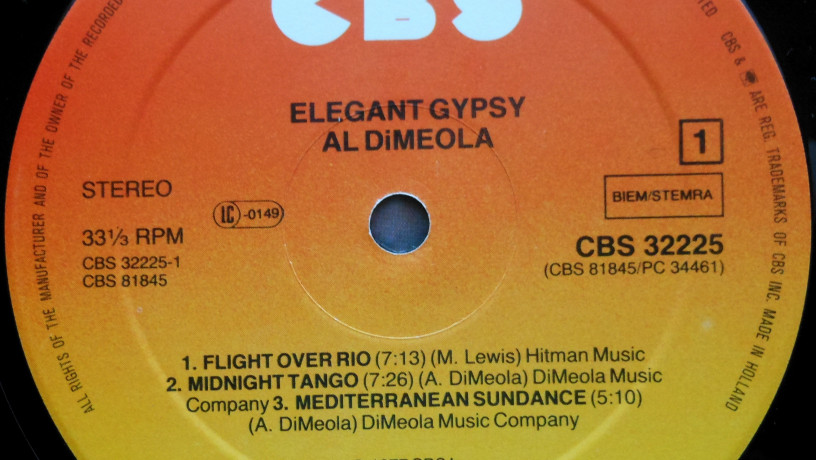 CBS
ELEGANT GYPSY
AL DiMEOLA
1
STEREO
LC -0149
BIEM/STEMRA
33⅓ RPM
CBS 32225
CBS 32225-1
(CBS 81845/PC 34461)
CBS 81845
1. FLIGHT OVER RIO (7:13) (M. Lewis) Hitman Music
2. MIDNIGHT TANGO (7:26) (A. DiMeola) DiMeola Music
Company 3. MEDITERRANEAN SUNDANCE (5:10)
(A. DiMeola) DiMeola Music Company
ALL RIGHTS OF THE MANUFACTURER AND OF THE OWNER OF THE RECORDED
CBS & ARE REG. TRADEMARKS OF CBS INC. MADE IN HOLLAND